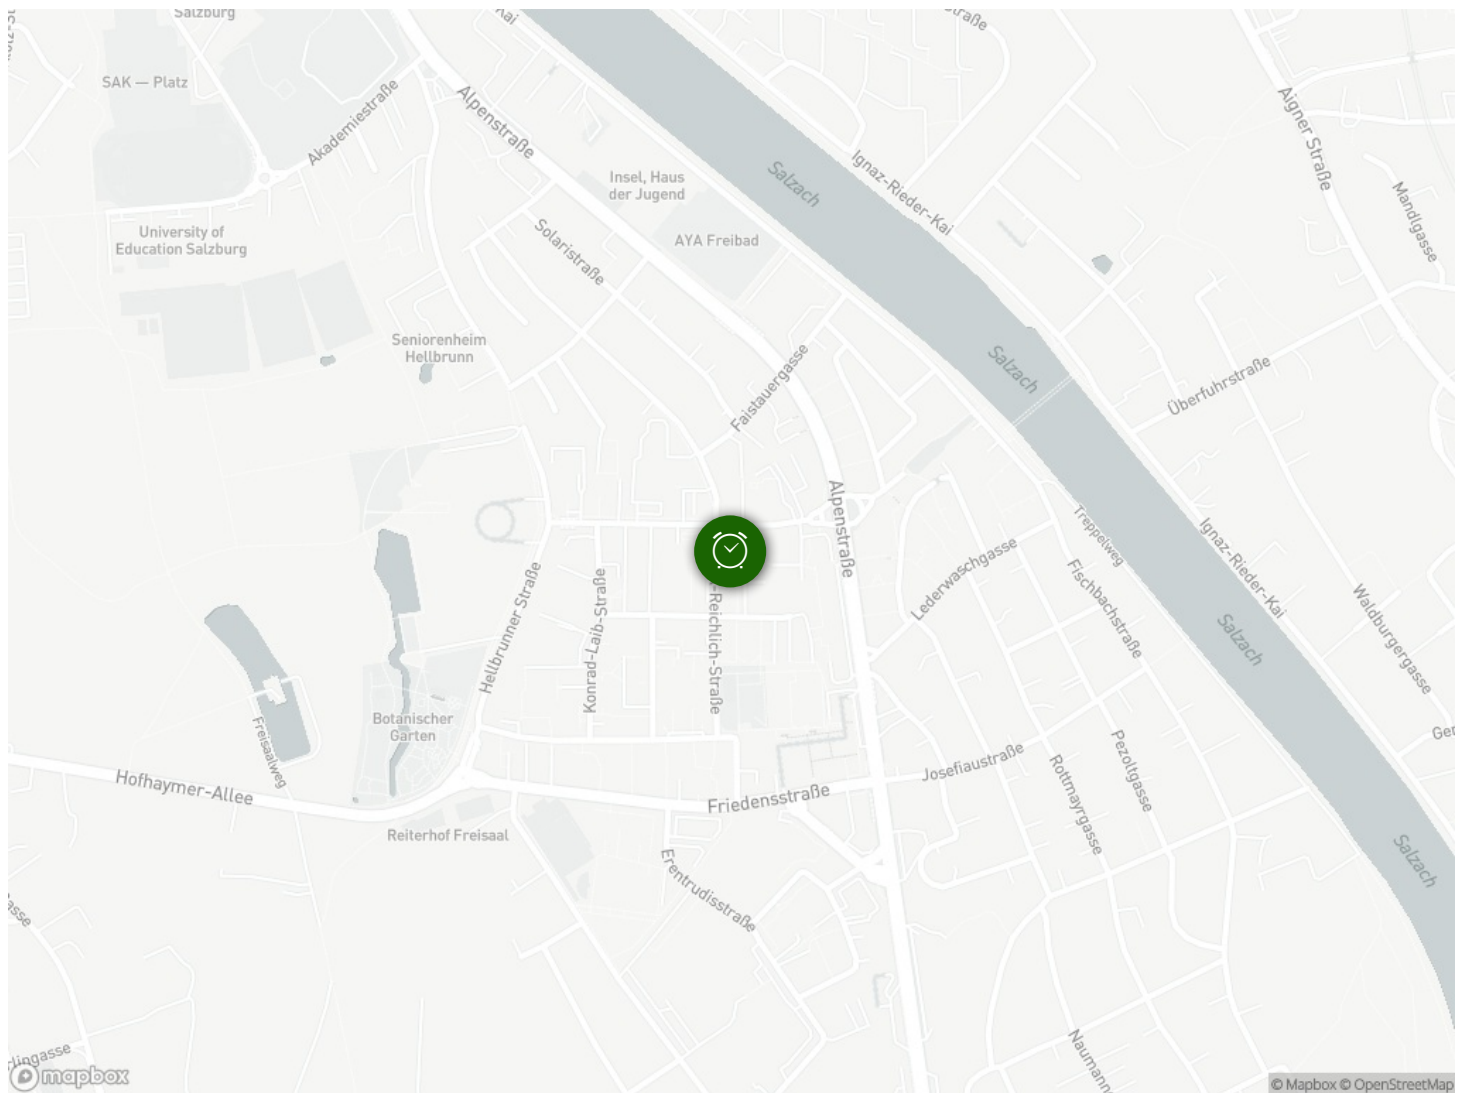 Salzburg
Kai
SAK — Platz
Akademiestraße
Alpenstraße
Aigner Straße
Insel, Haus
der Jugend
Salzach
Ignaz-Rieder-Kai
Mandlgasse
University of
Education Salzburg
AYA Freibad
Solaristraße
Seniorenheim
Hellbrunn
Faistauergasse
Salzach
Überfuhrstraße
Alpenstraße
Treppelweg
Ignaz-Rieder-Kai
Lederwaschgasse
Fischbachstraße
Hellbrunner Straße
Konrad-Laib-Straße
-Reichlich-Straße
Salzach
Waldburgergasse
Botanischer
Garten
Freisaalweg
Hofhaymer-Allee
Josefiaustraße
Rottmayrgasse
Pezoltgasse
Ger
Friedensstraße
Reiterhof Freisaal
Erentrudisstraße
Salzach
Naumann
mapbox
© Mapbox © OpenStreetMap